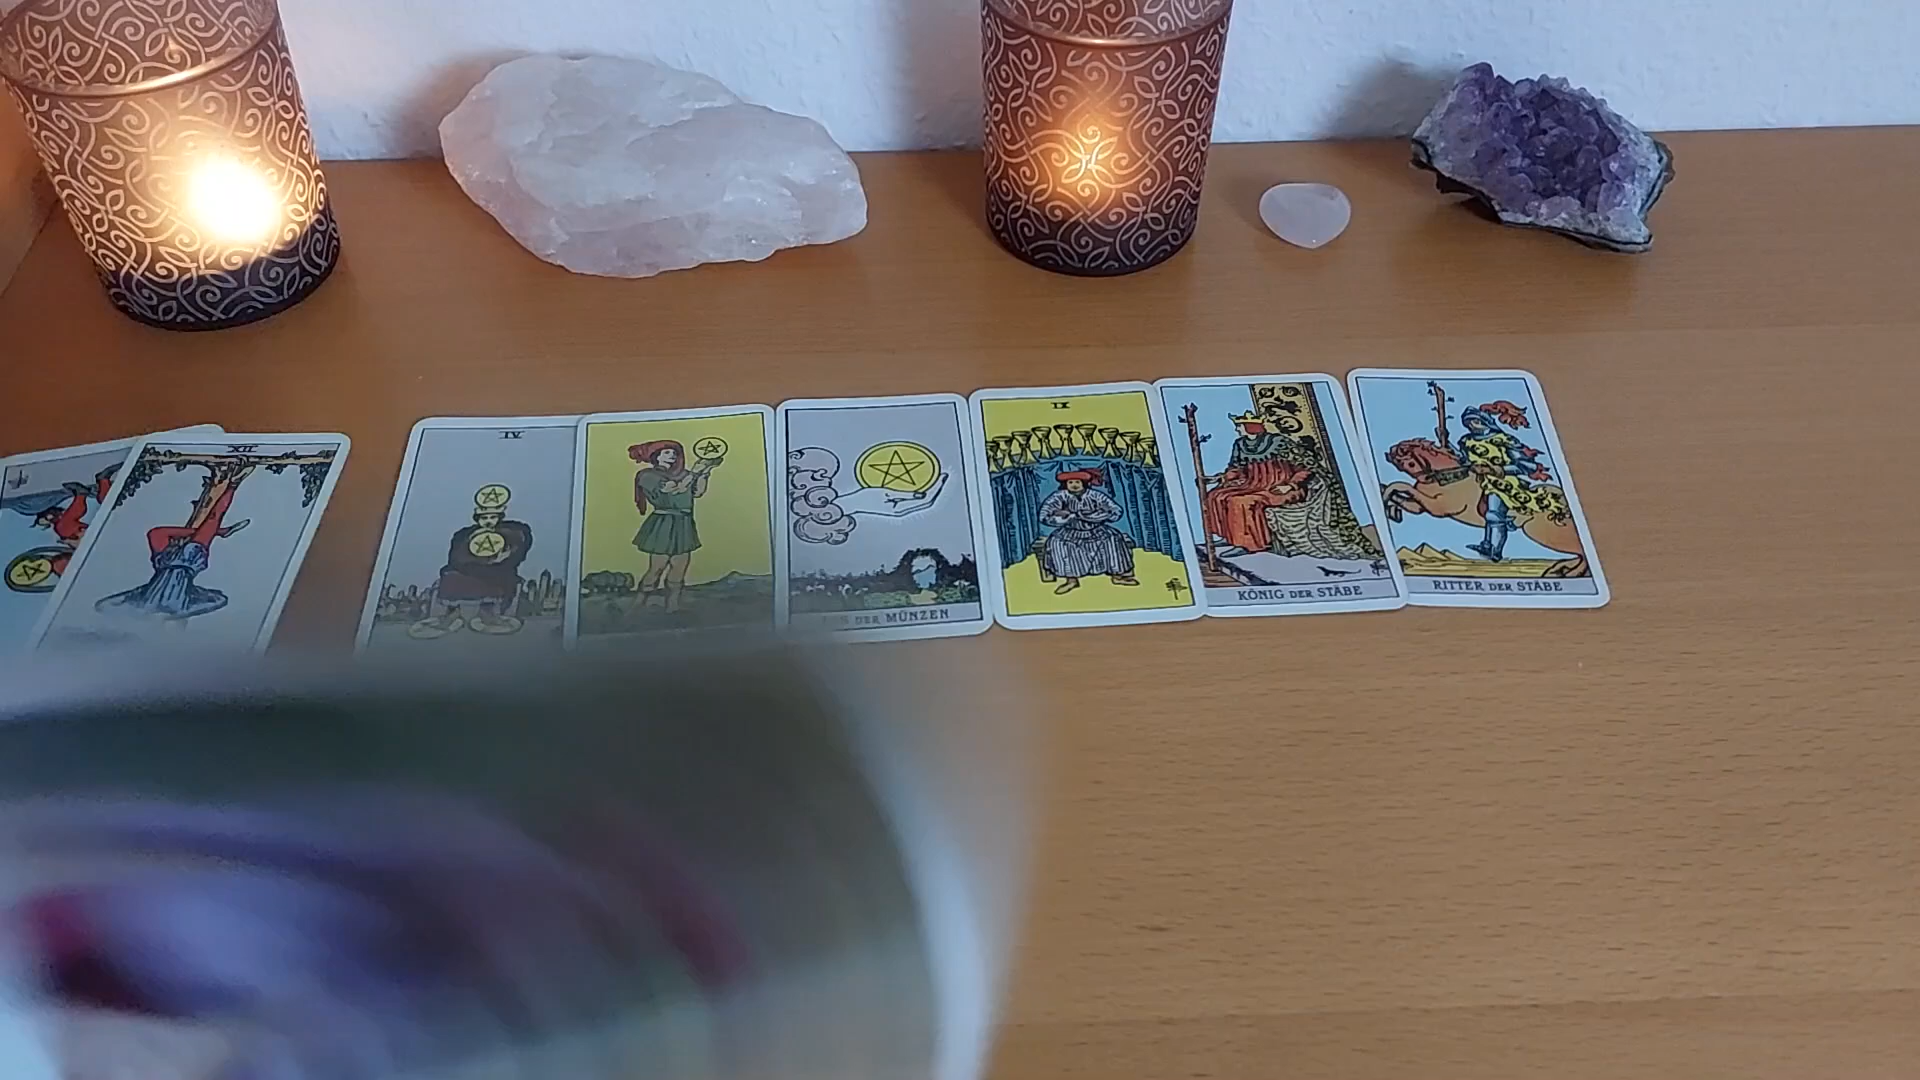 XII
IV
IX
DER MÜNZEN
KÖNIG DER STÄBE
RITTER DER STÄBE